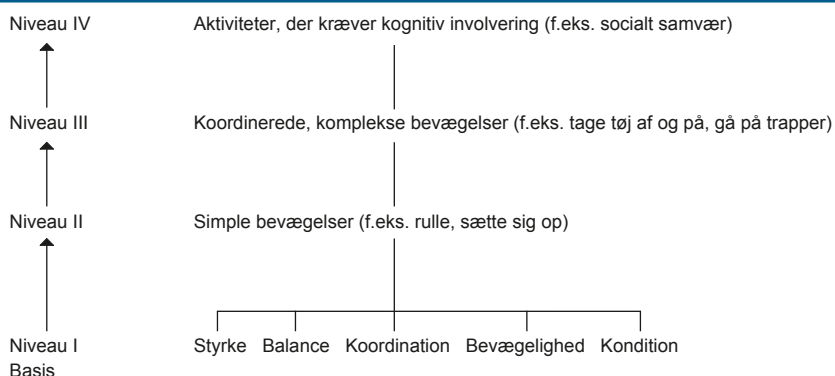 Niveau IV Aktiviteter, der kræver kognitiv involvering (f.eks. socialt samvær)
Niveau III Koordinerede, komplekse bevægelser (f.eks. tage tøj af og på, gå på trapper)
Niveau II Simple bevægelser (f.eks. rulle, sætte sig op)
Niveau I Styrke Balance Koordination Bevægelighed Kondition
Basis